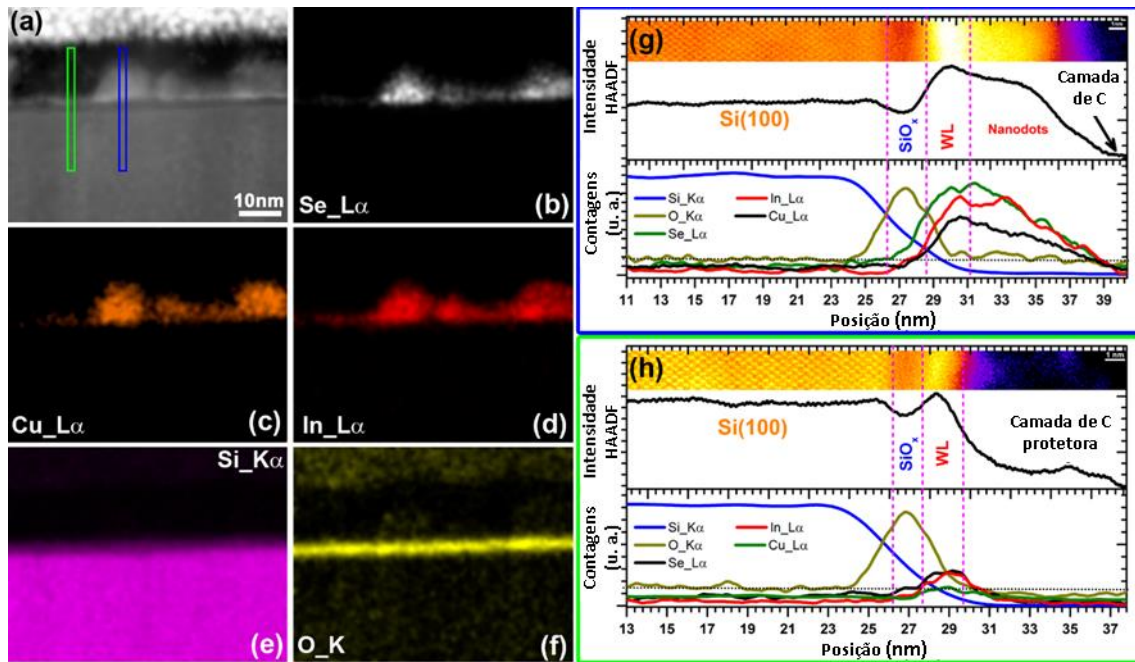 (a)
10nm
Se_Lα
(b)
Cu_Lα
(c)
In_Lα
(d)
Si_Kα
(e)
O_K
(f)
(g)
1nm
Intensidade
HAADF
Si(100)
SiOx
WL
Nanodots
Camada
de C
Contagens
(u. a.)
Si_Kα
In_Lα
O_Kα
Cu_Lα
Se_Lα
11 13 15 17 19 21 23 25 27 29 31 33 35 37 39
Posição (nm)
(h)
1 nm
Intensidade
HAADF
Si(100)
SiOx
WL
Camada de C
protetora
Contagens
(u. a.)
Si_Kα
In_Lα
O_Kα
Cu_Lα
Se_Lα
13 15 17 19 21 23 25 27 29 31 33 35 37
Posição (nm)